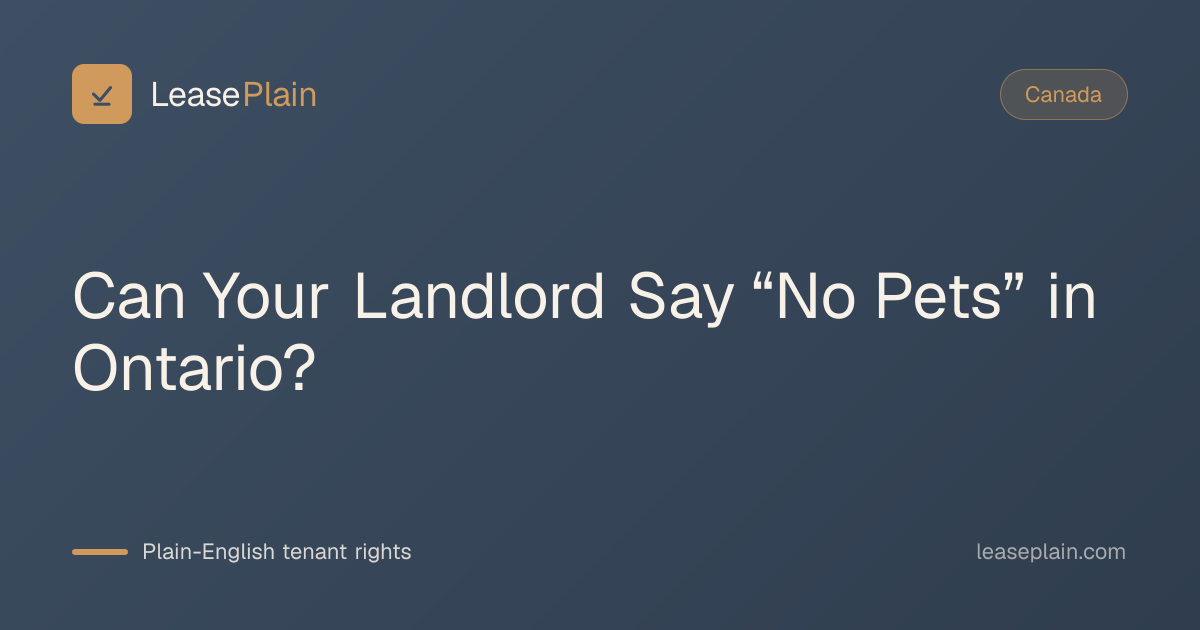 LeasePlain
Canada
Can Your Landlord Say “No Pets” in
Ontario?
Plain-English tenant rights
leaseplain.com